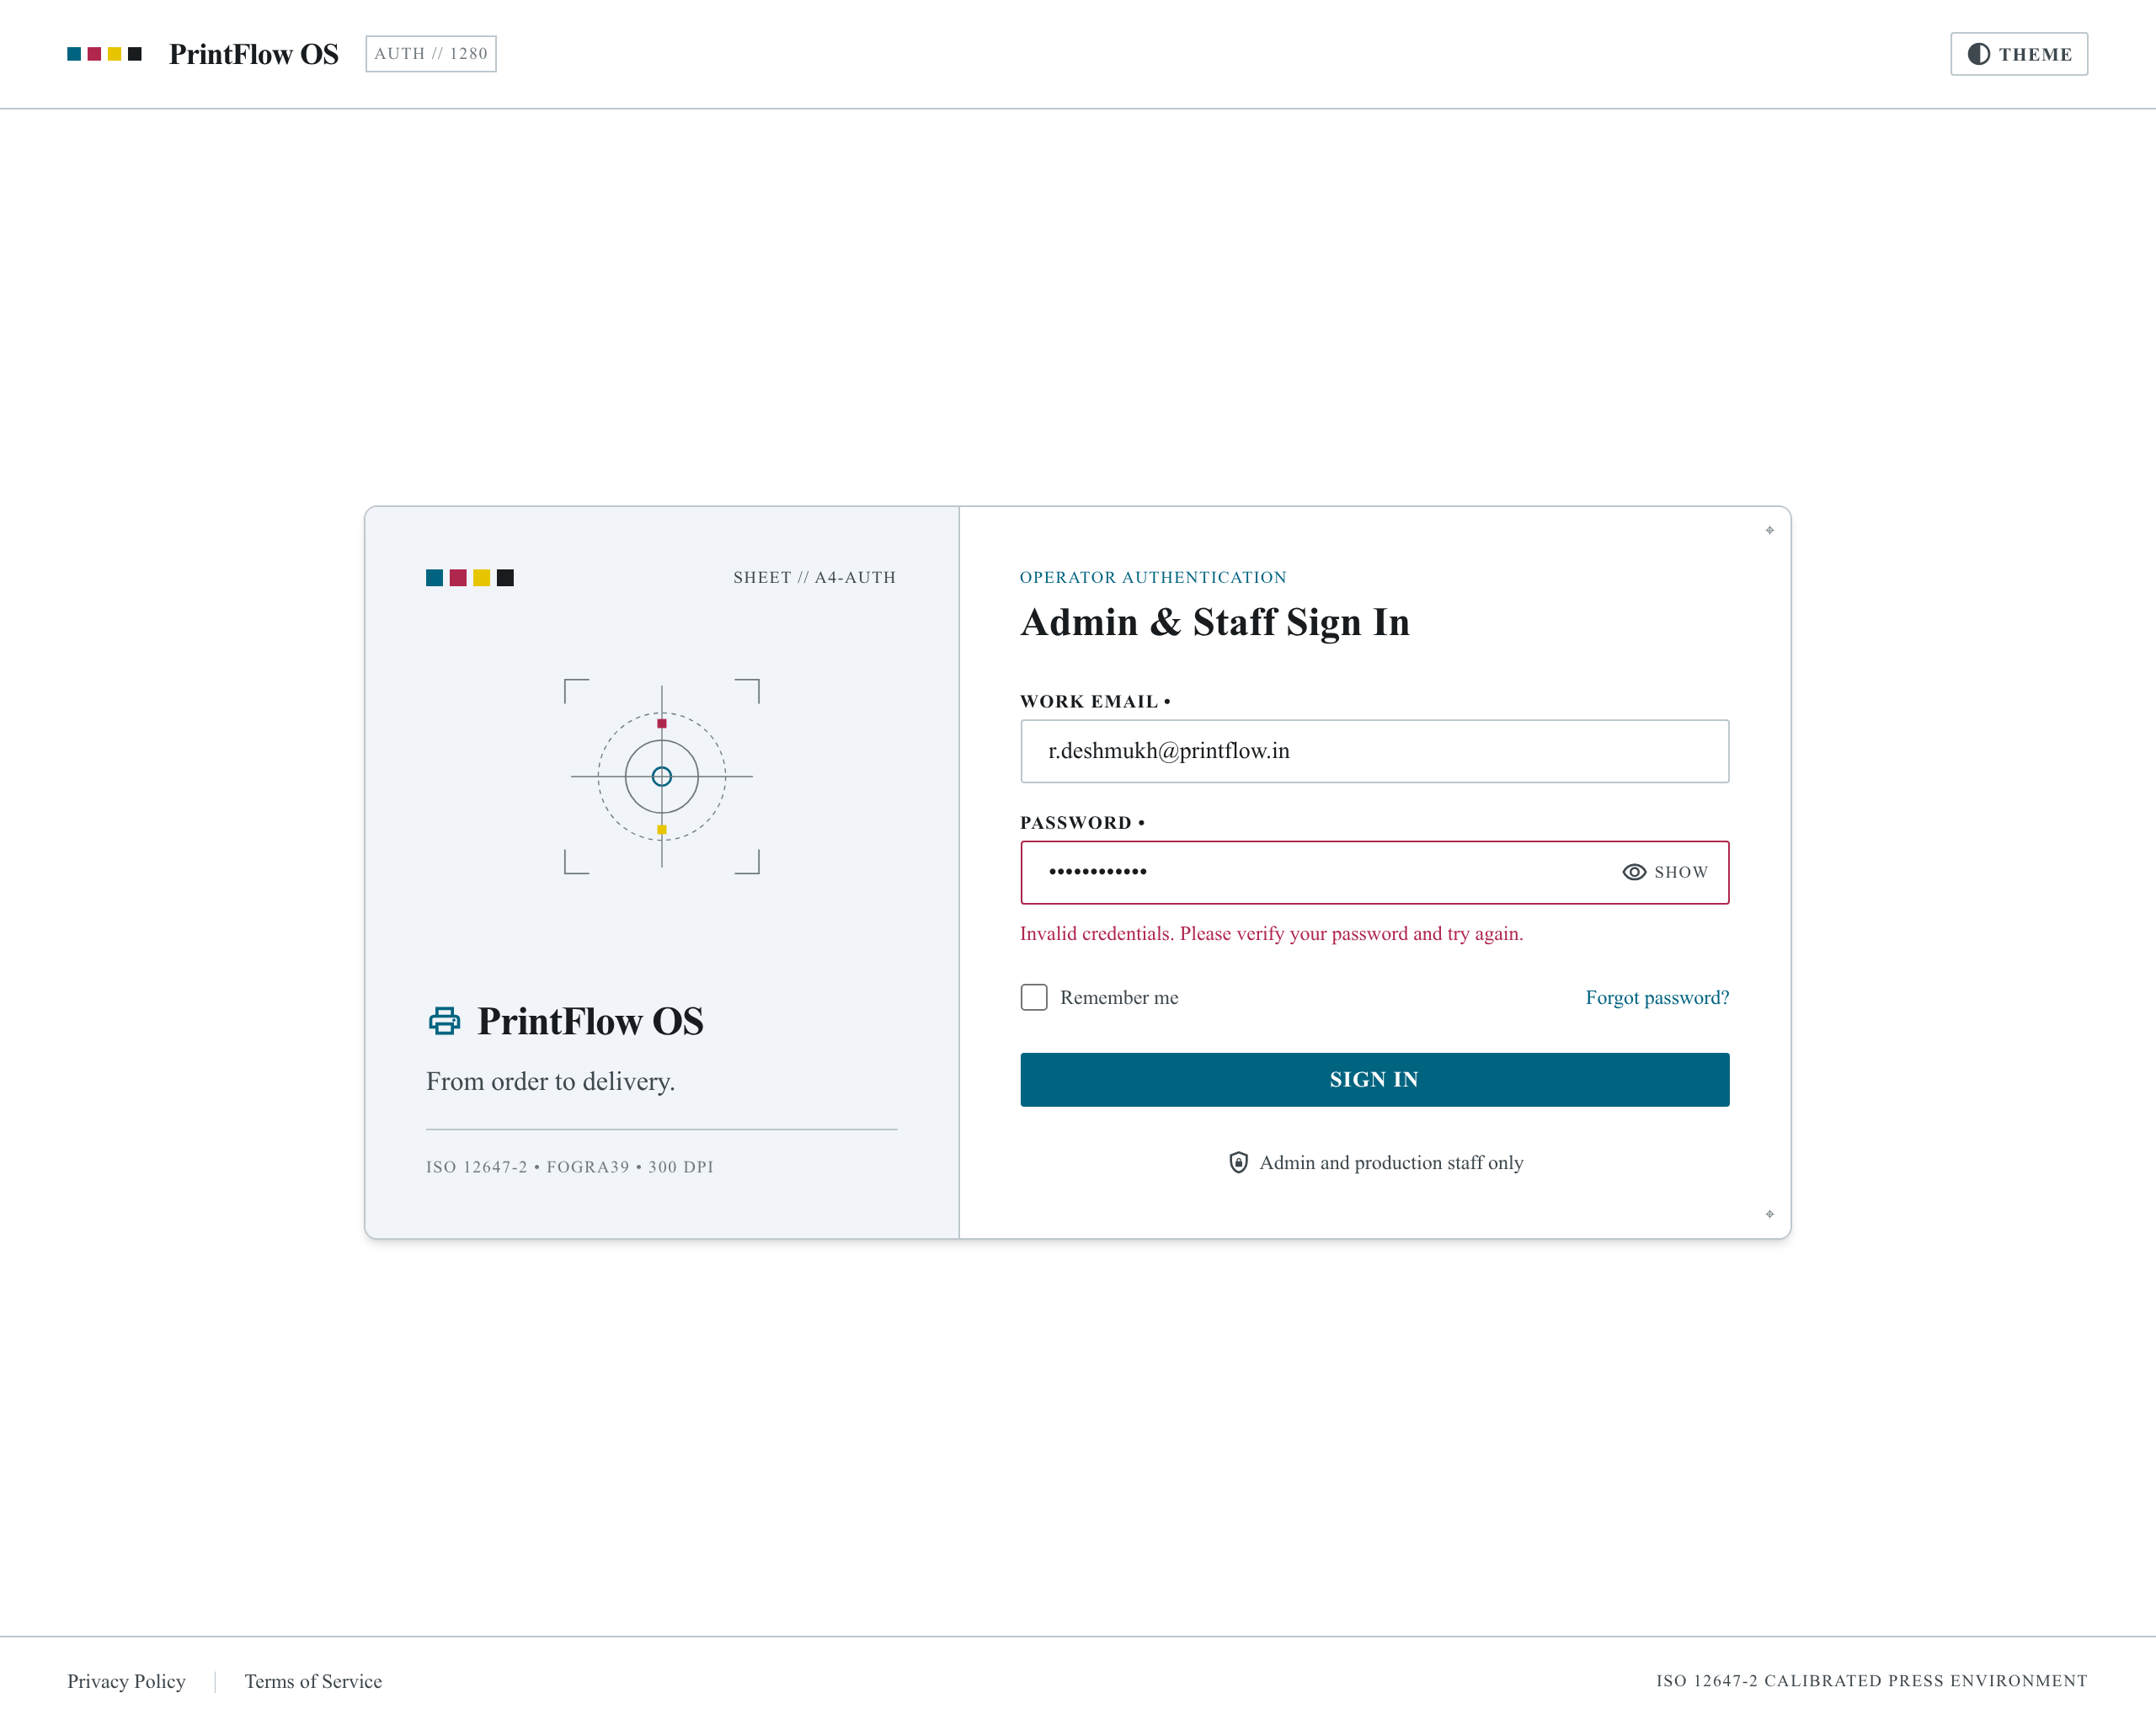 PrintFlow OS
AUTH // 1280
THEME
SHEET // A4-AUTH
PrintFlow OS
From order to delivery.
ISO 12647-2 • FOGRA39 • 300 DPI
OPERATOR AUTHENTICATION
Admin & Staff Sign In
WORK EMAIL •
r.deshmukh@printflow.in
PASSWORD •
••••••••••••
SHOW
Invalid credentials. Please verify your password and try again.
Remember me
Forgot password?
SIGN IN
Admin and production staff only
Privacy Policy
Terms of Service
ISO 12647-2 CALIBRATED PRESS ENVIRONMENT